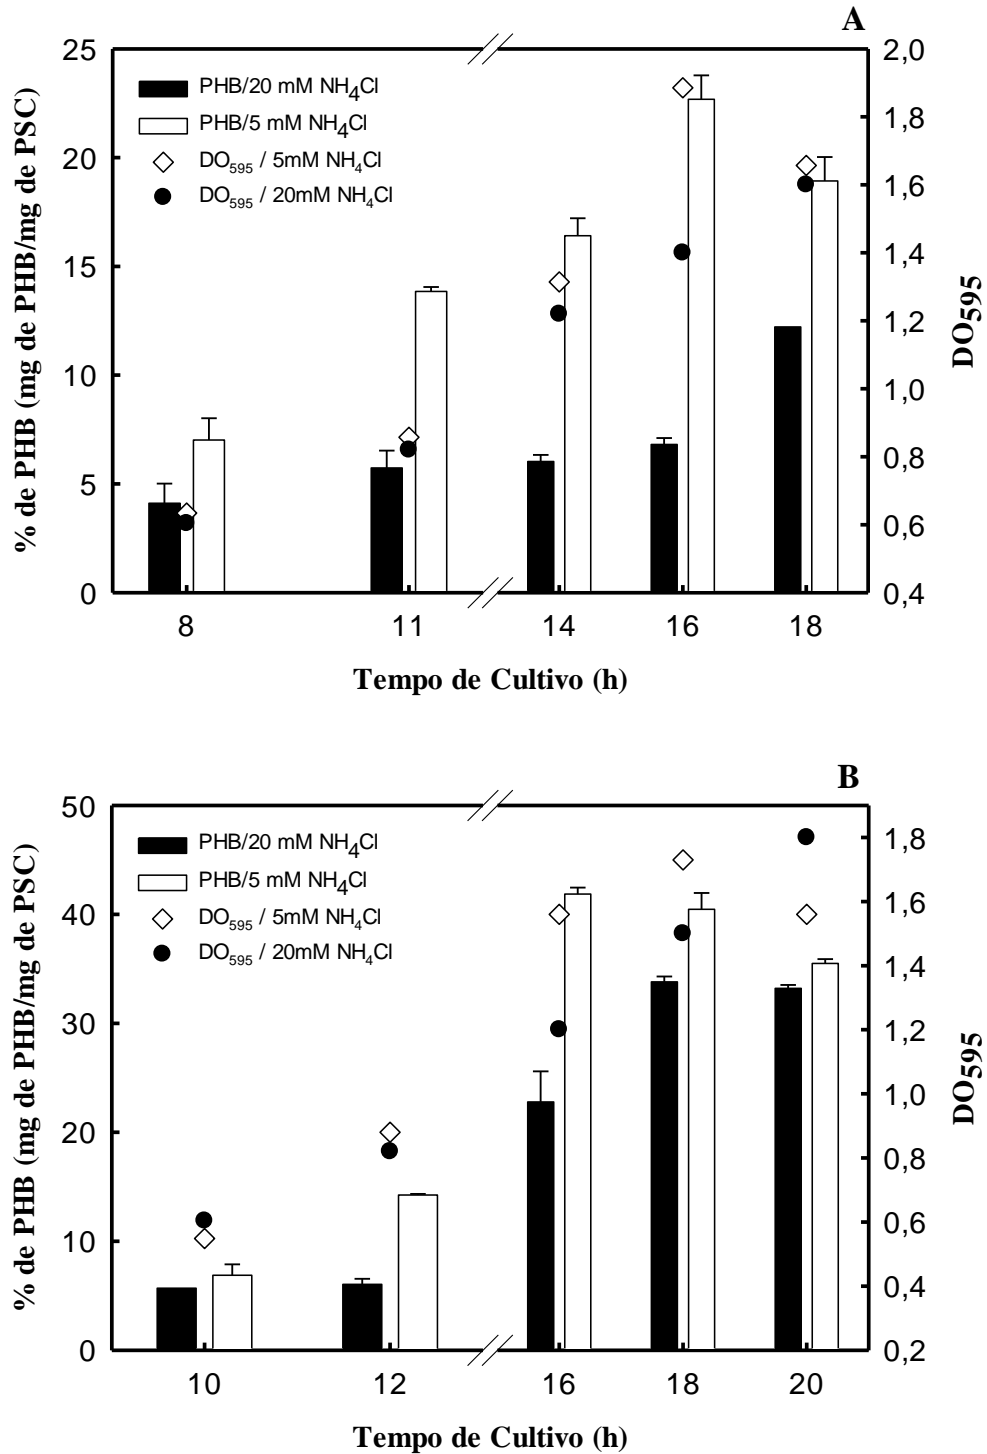 A
25
20
15
10
5
0
% de PHB (mg de PHB/mg de PSC)
PHB/20 mM NH4Cl
PHB/5 mM NH4Cl
DO595 / 5mM NH4Cl
DO595 / 20mM NH4Cl
2,0
1,8
1,6
1,4
1,2
1,0
0,8
0,6
0,4
DO595
8 11 14 16 18
Tempo de Cultivo (h)
B
50
40
30
20
10
0
% de PHB (mg de PHB/mg de PSC)
PHB/20 mM NH4Cl
PHB/5 mM NH4Cl
DO595 / 5mM NH4Cl
DO595 / 20mM NH4Cl
1,8
1,6
1,4
1,2
1,0
0,8
0,6
0,4
0,2
DO595
10 12 16 18 20
Tempo de Cultivo (h)